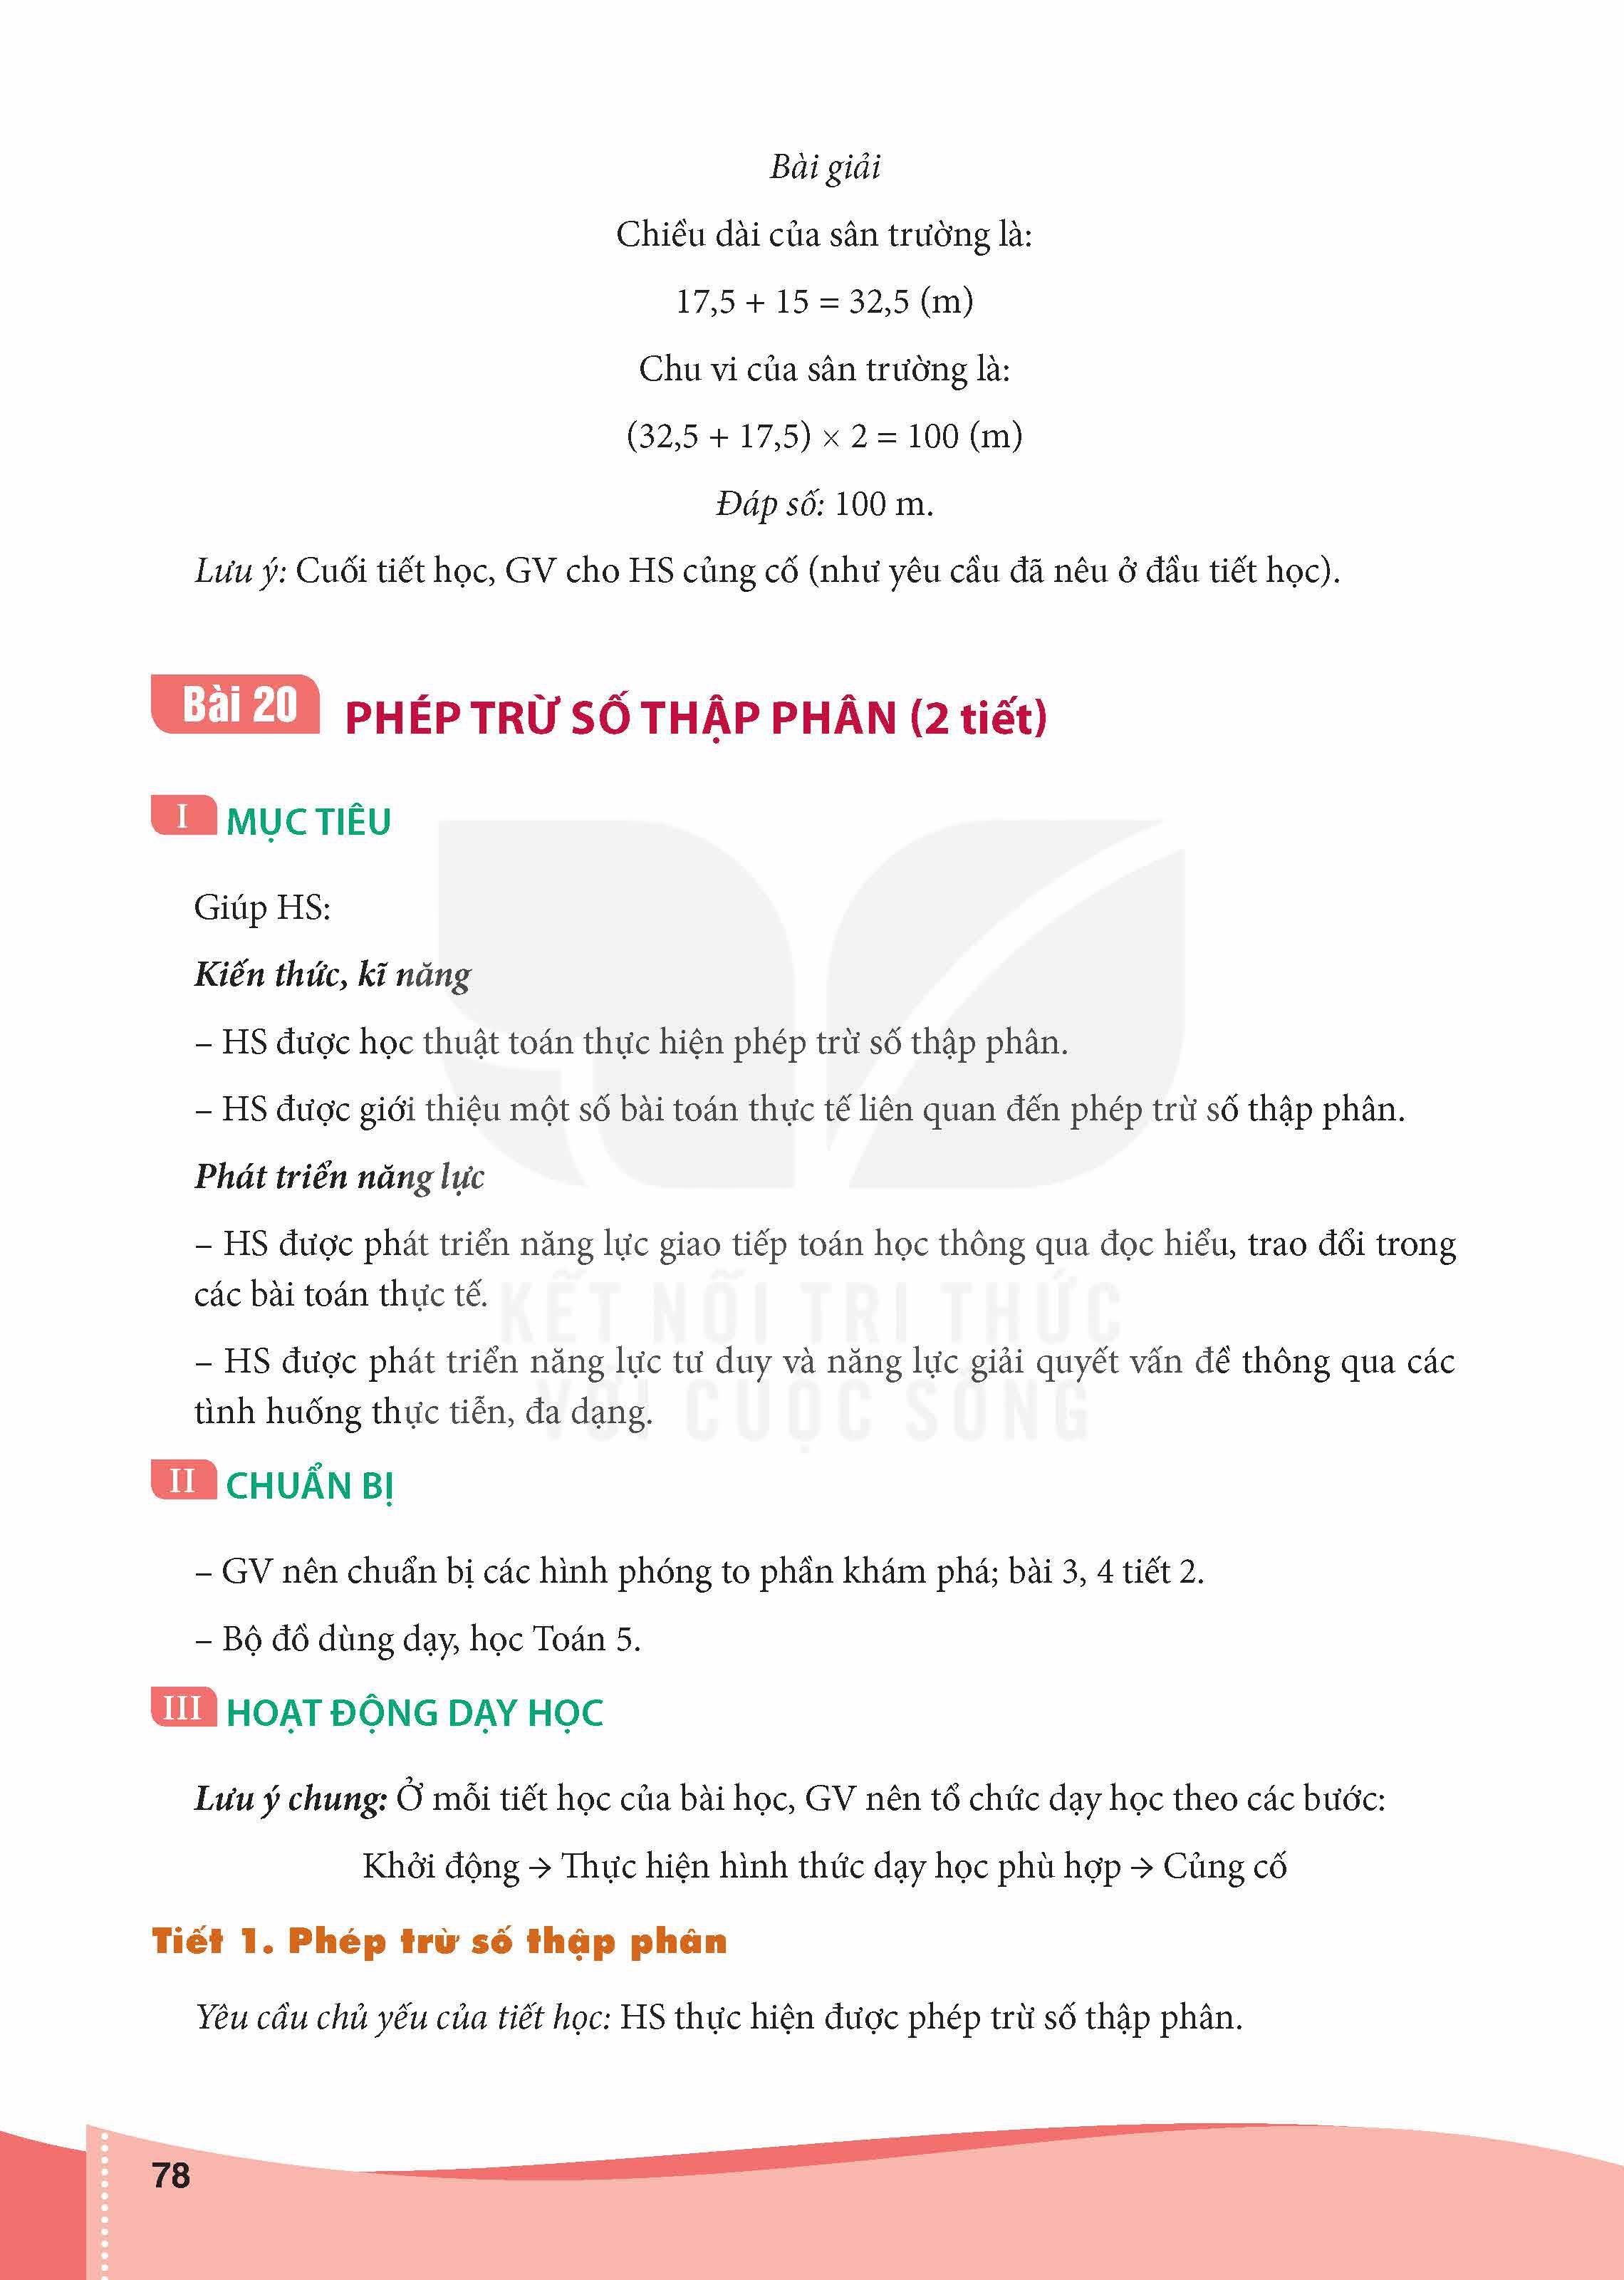 Bài giải
Chiều dài của sân trường là:
17,5 + 15 = 32,5 (m)
Chu vi của sân trường là:
(32,5 + 17,5) × 2 = 100 (m)
Đáp số: 100 m.
Lưu ý: Cuối tiết học, GV cho HS củng cố (như yêu cầu đã nêu ở đầu tiết học).
Bài 20 PHÉP TRỪ SỐ THẬP PHÂN (2 tiết)
I MỤC TIÊU
Giúp HS:
Kiến thức, kĩ năng
– HS được học thuật toán thực hiện phép trừ số thập phân.
– HS được giới thiệu một số bài toán thực tế liên quan đến phép trừ số thập phân.
Phát triển năng lực
– HS được phát triển năng lực giao tiếp toán học thông qua đọc hiểu, trao đổi trong
các bài toán thực tế.
KẾT NỐI TRI THỨC
– HS được phát triển năng lực tư duy và năng lực giải quyết vấn đề thông qua các
tình huống thực tiễn, đa dạng.
VỚI CUỘC SỐNG
II CHUẨN BỊ
– GV nên chuẩn bị các hình phóng to phần khám phá; bài 3, 4 tiết 2.
– Bộ đồ dùng dạy, học Toán 5.
III HOẠT ĐỘNG DẠY HỌC
Lưu ý chung: Ở mỗi tiết học của bài học, GV nên tổ chức dạy học theo các bước:
Khởi động → Thực hiện hình thức dạy học phù hợp → Củng cố
Tiết 1. Phép trừ số thập phân
Yêu cầu chủ yếu của tiết học: HS thực hiện được phép trừ số thập phân.
78